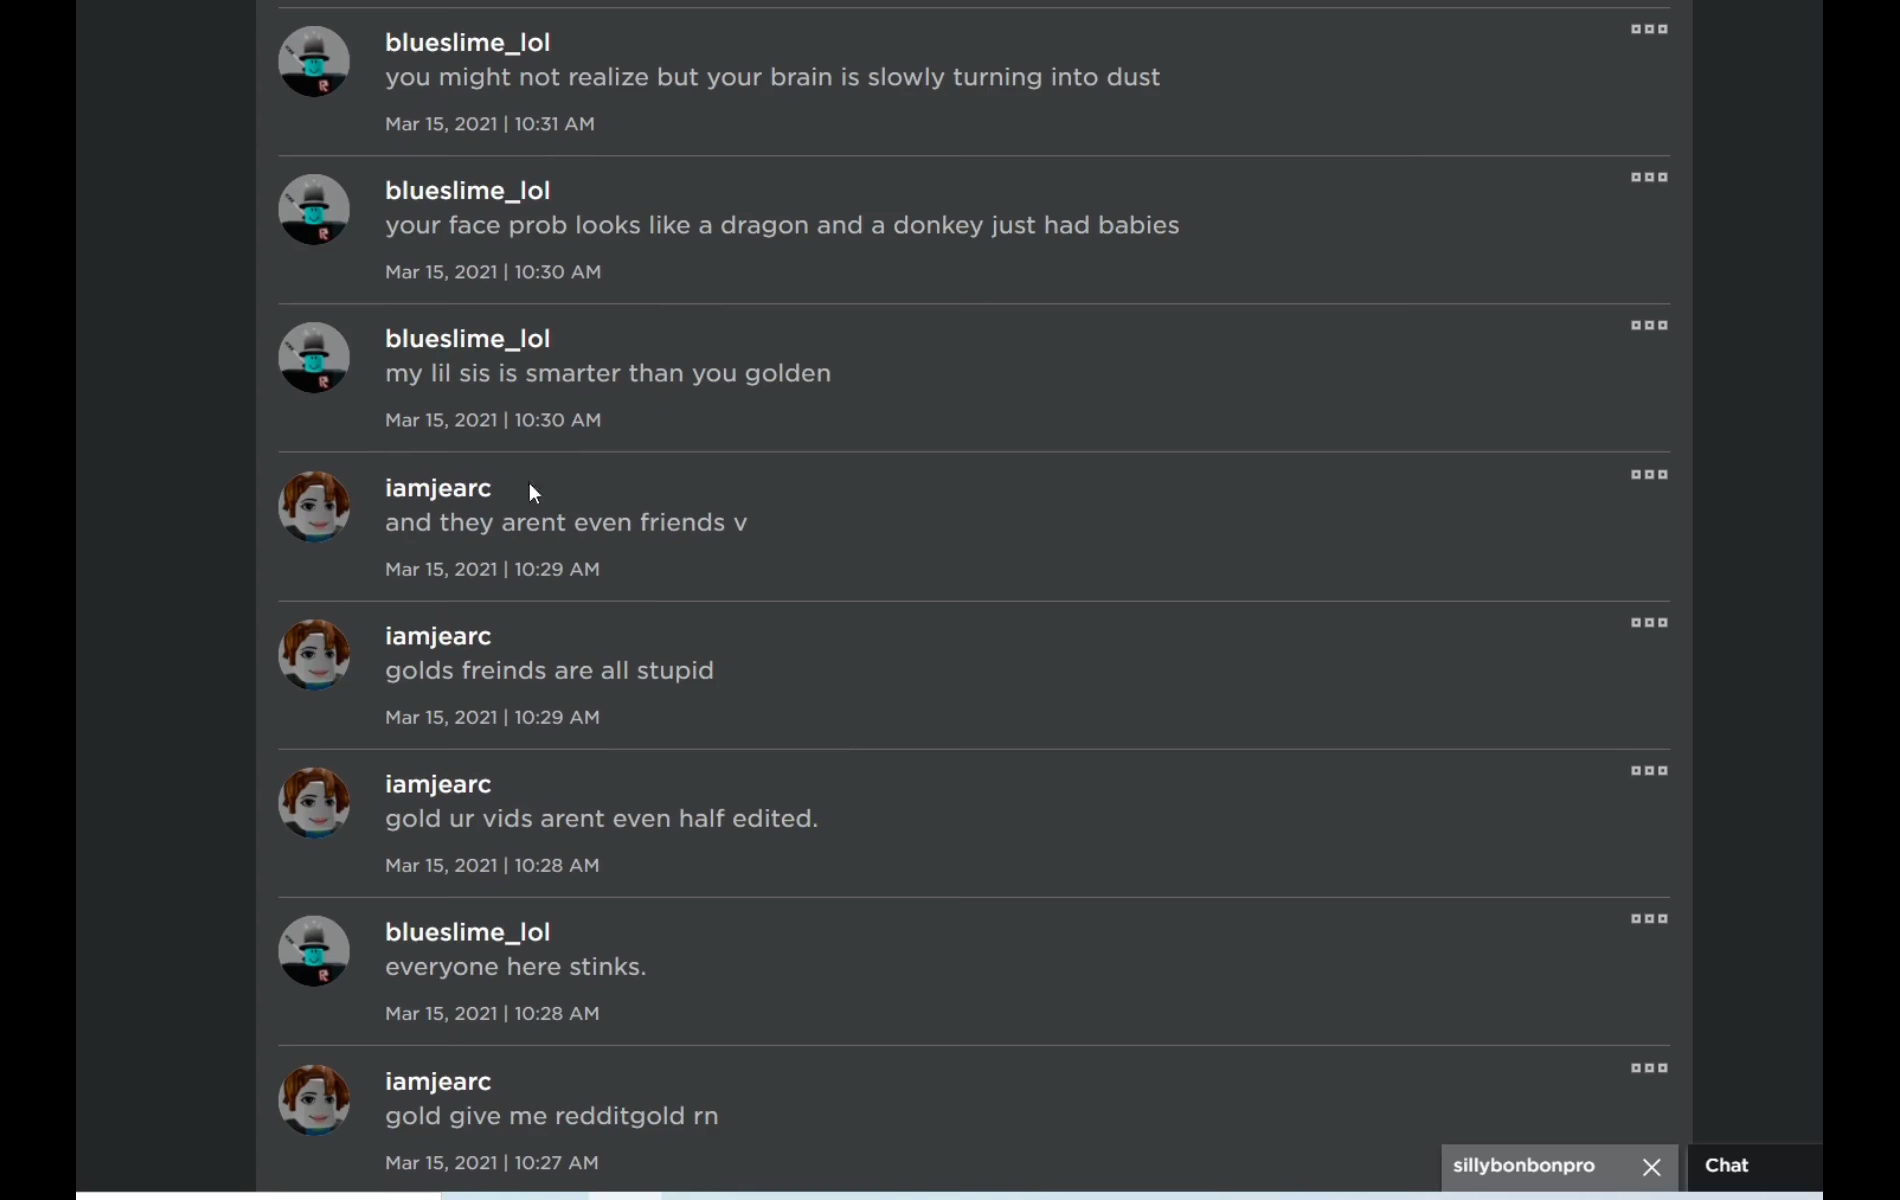 blueslime_lol
you might not realize but your brain is slowly turning into dust
Mar 15, 2021 | 10:31 AM
blueslime_lol
your face prob looks like a dragon and a donkey just had babies
Mar 15, 2021 | 10:30 AM
blueslime_lol
my lil sis is smarter than you golden
Mar 15, 2021 | 10:30 AM
iamjearc
and they arent even friends v
Mar 15, 2021 | 10:29 AM
iamjearc
golds freinds are all stupid
Mar 15, 2021 | 10:29 AM
iamjearc
gold ur vids arent even half edited.
Mar 15, 2021 | 10:28 AM
blueslime_lol
everyone here stinks.
Mar 15, 2021 | 10:28 AM
iamjearc
gold give me redditgold rn
Mar 15, 2021 | 10:27 AM
sillybonbonpro
Chat